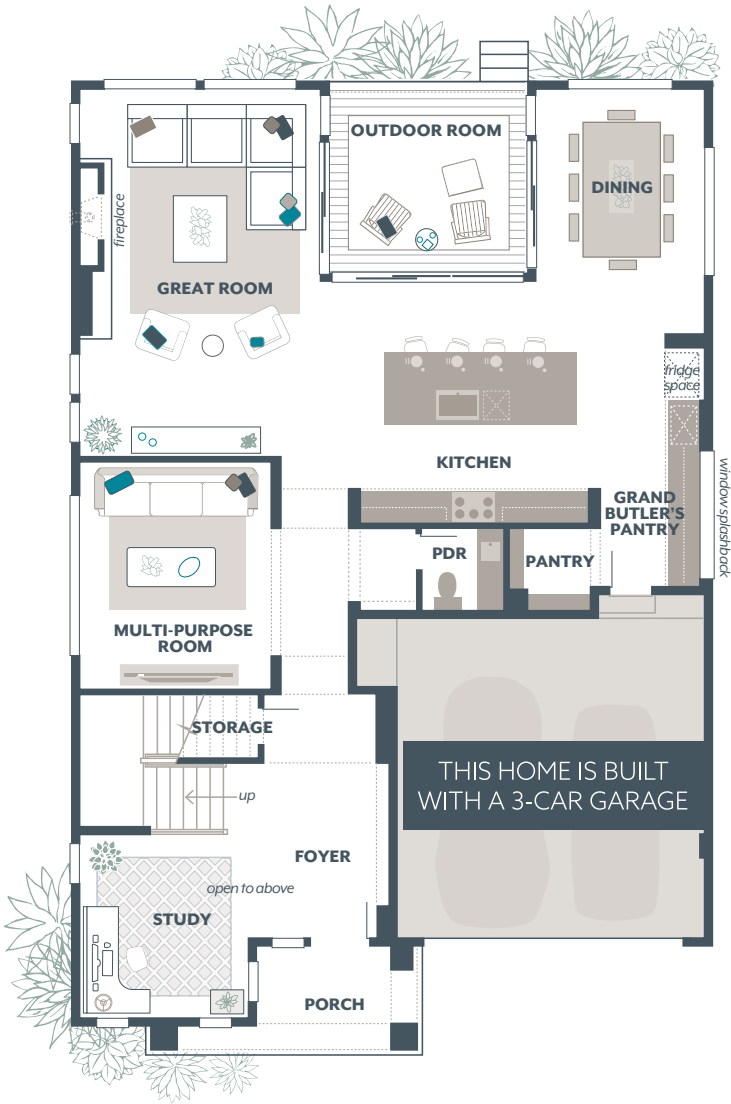 OUTDOOR ROOM
DINING
fireplace
GREAT ROOM
fridge
space
KITCHEN
GRAND
BUTLER'S
PANTRY
window splashback
PDR
PANTRY
MULTI-PURPOSE
ROOM
STORAGE
THIS HOME IS BUILT
WITH A 3-CAR GARAGE
up
FOYER
open to above
STUDY
PORCH